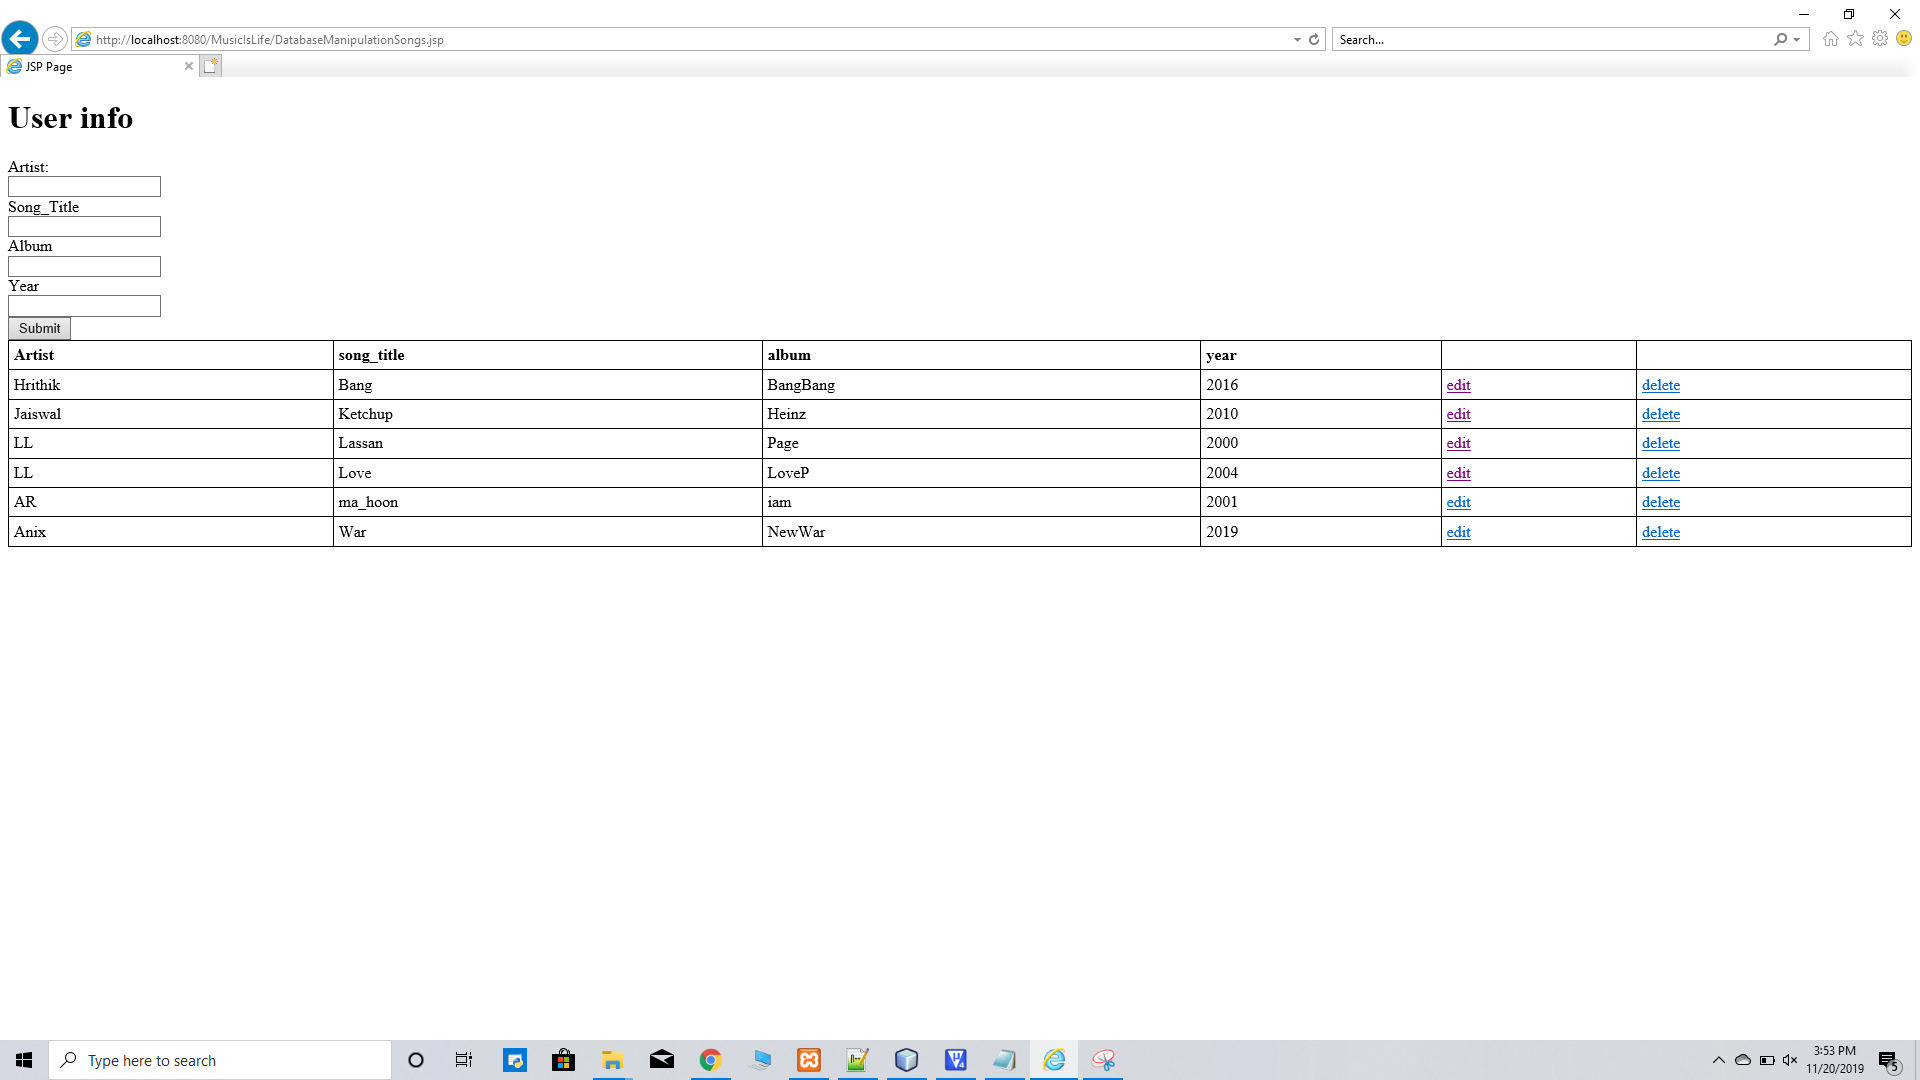 http://localhost:8080/MusicIsLife/DatabaseManipulationSongs.jsp
Search...
JSP Page
User info
Artist:
Song_Title
Album
Year
Submit
Artist song_title album year
Hrithik Bang BangBang 2016 edit delete
Jaiswal Ketchup Heinz 2010 edit delete
LL Lassan Page 2000 edit delete
LL Love LoveP 2004 edit delete
AR ma_hoon iam 2001 edit delete
Anix War NewWar 2019 edit delete
Type here to search
3:53 PM
11/20/2019
5